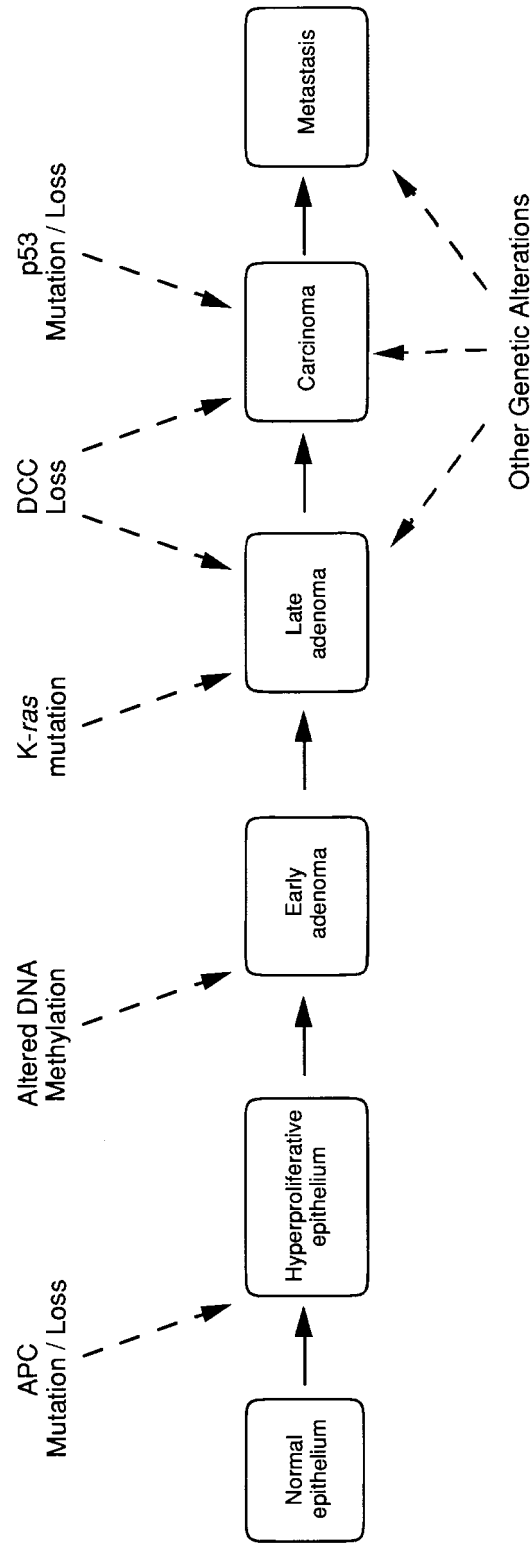 APC
Mutation / Loss
Altered DNA
Methylation
K-ras
mutation
DCC
Loss
p53
Mutation / Loss
Normal
epithelium
Hyperproliferative
epithelium
Early
adenoma
Late
adenoma
Carcinoma
Metastasis
Other Genetic Alterations